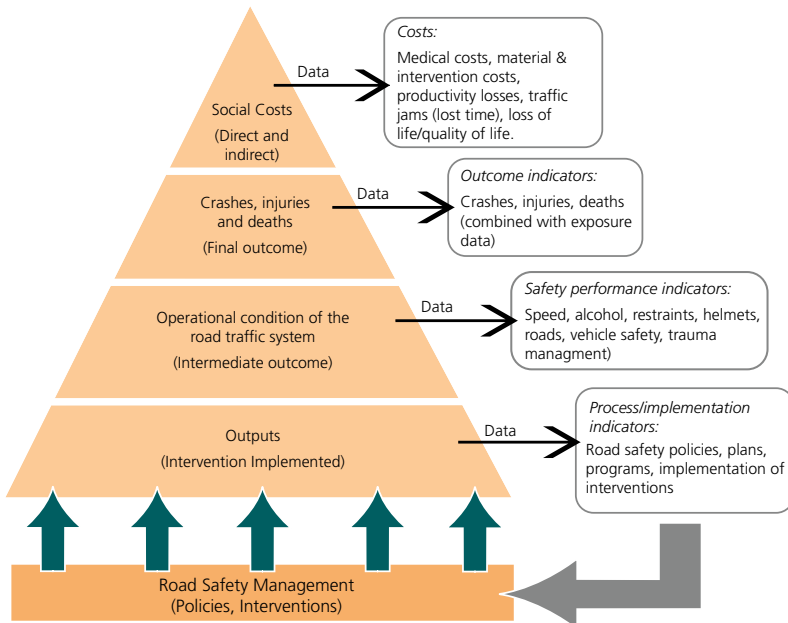 Social Costs
(Direct and
indirect)
Data
Costs:
Medical costs, material &
intervention costs,
productivity losses, traffic
jams (lost time), loss of
life/quality of life.
Crashes, injuries
and deaths
(Final outcome)
Data
Outcome indicators:
Crashes, injuries, deaths
(combined with exposure
data)
Operational condition of the
road traffic system
(Intermediate outcome)
Data
Safety performance indicators:
Speed, alcohol, restraints, helmets,
roads, vehicle safety, trauma
managment)
Outputs
(Intervention Implemented)
Data
Process/implementation
indicators:
Road safety policies, plans,
programs, implementation of
interventions
Road Safety Management
(Policies, Interventions)